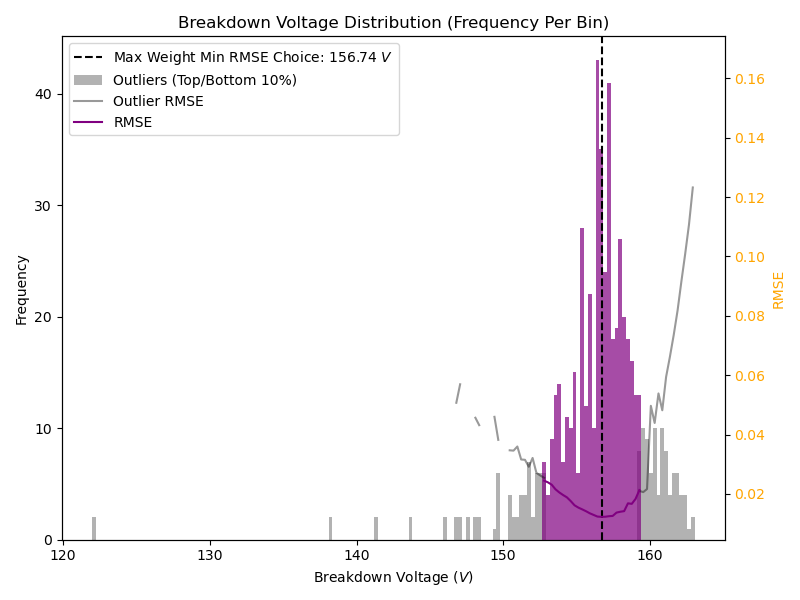 Breakdown Voltage Distribution (Frequency Per Bin)
Max Weight Min RMSE Choice: 156.74 V
Outliers (Top/Bottom 10%)
Outlier RMSE
RMSE
Frequency
40
30
20
10
0
0.16
0.14
0.12
0.10
0.08
0.06
0.04
0.02
RMSE
120
130
140
150
160
Breakdown Voltage (V)